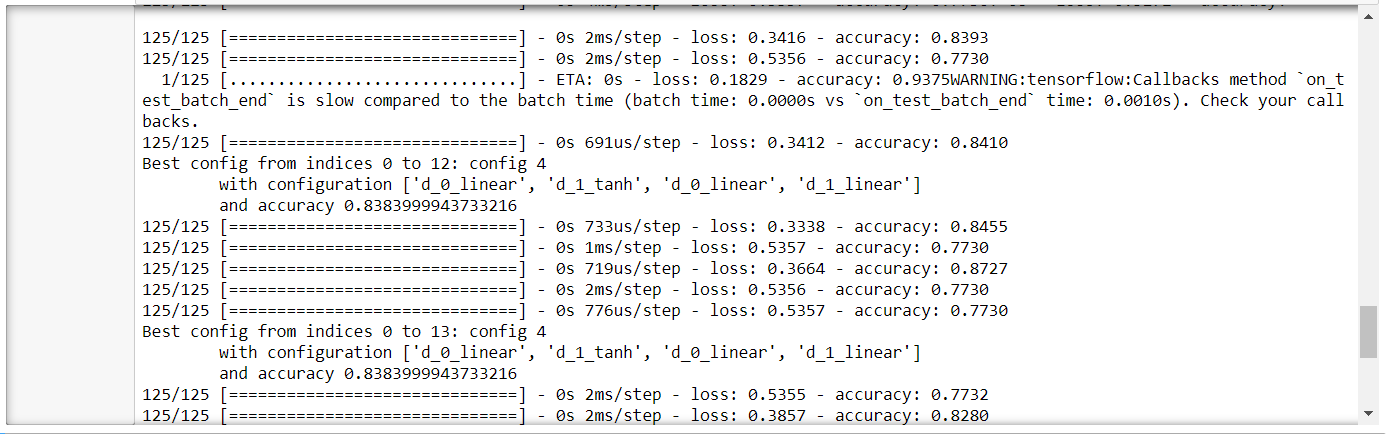 125/125 [==============================] - 0s 2ms/step - loss: 0.3416 - accuracy: 0.8393
125/125 [==============================] - 0s 2ms/step - loss: 0.5356 - accuracy: 0.7730
1/125 [..............................] - ETA: 0s - loss: 0.1829 - accuracy: 0.9375WARNING:tensorflow:Callbacks method `on_t
est_batch_end` is slow compared to the batch time (batch time: 0.0000s vs `on_test_batch_end` time: 0.0010s). Check your call
backs.
125/125 [==============================] - 0s 691us/step - loss: 0.3412 - accuracy: 0.8410
Best config from indices 0 to 12: config 4
with configuration ['d_0_linear', 'd_1_tanh', 'd_0_linear', 'd_1_linear']
and accuracy 0.8383999943733216
125/125 [==============================] - 0s 733us/step - loss: 0.3338 - accuracy: 0.8455
125/125 [==============================] - 0s 1ms/step - loss: 0.5357 - accuracy: 0.7730
125/125 [==============================] - 0s 719us/step - loss: 0.3664 - accuracy: 0.8727
125/125 [==============================] - 0s 2ms/step - loss: 0.5356 - accuracy: 0.7730
125/125 [==============================] - 0s 776us/step - loss: 0.5357 - accuracy: 0.7730
Best config from indices 0 to 13: config 4
with configuration ['d_0_linear', 'd_1_tanh', 'd_0_linear', 'd_1_linear']
and accuracy 0.8383999943733216
125/125 [==============================] - 0s 2ms/step - loss: 0.5355 - accuracy: 0.7732
125/125 [==============================] - 0s 2ms/step - loss: 0.3857 - accuracy: 0.8280